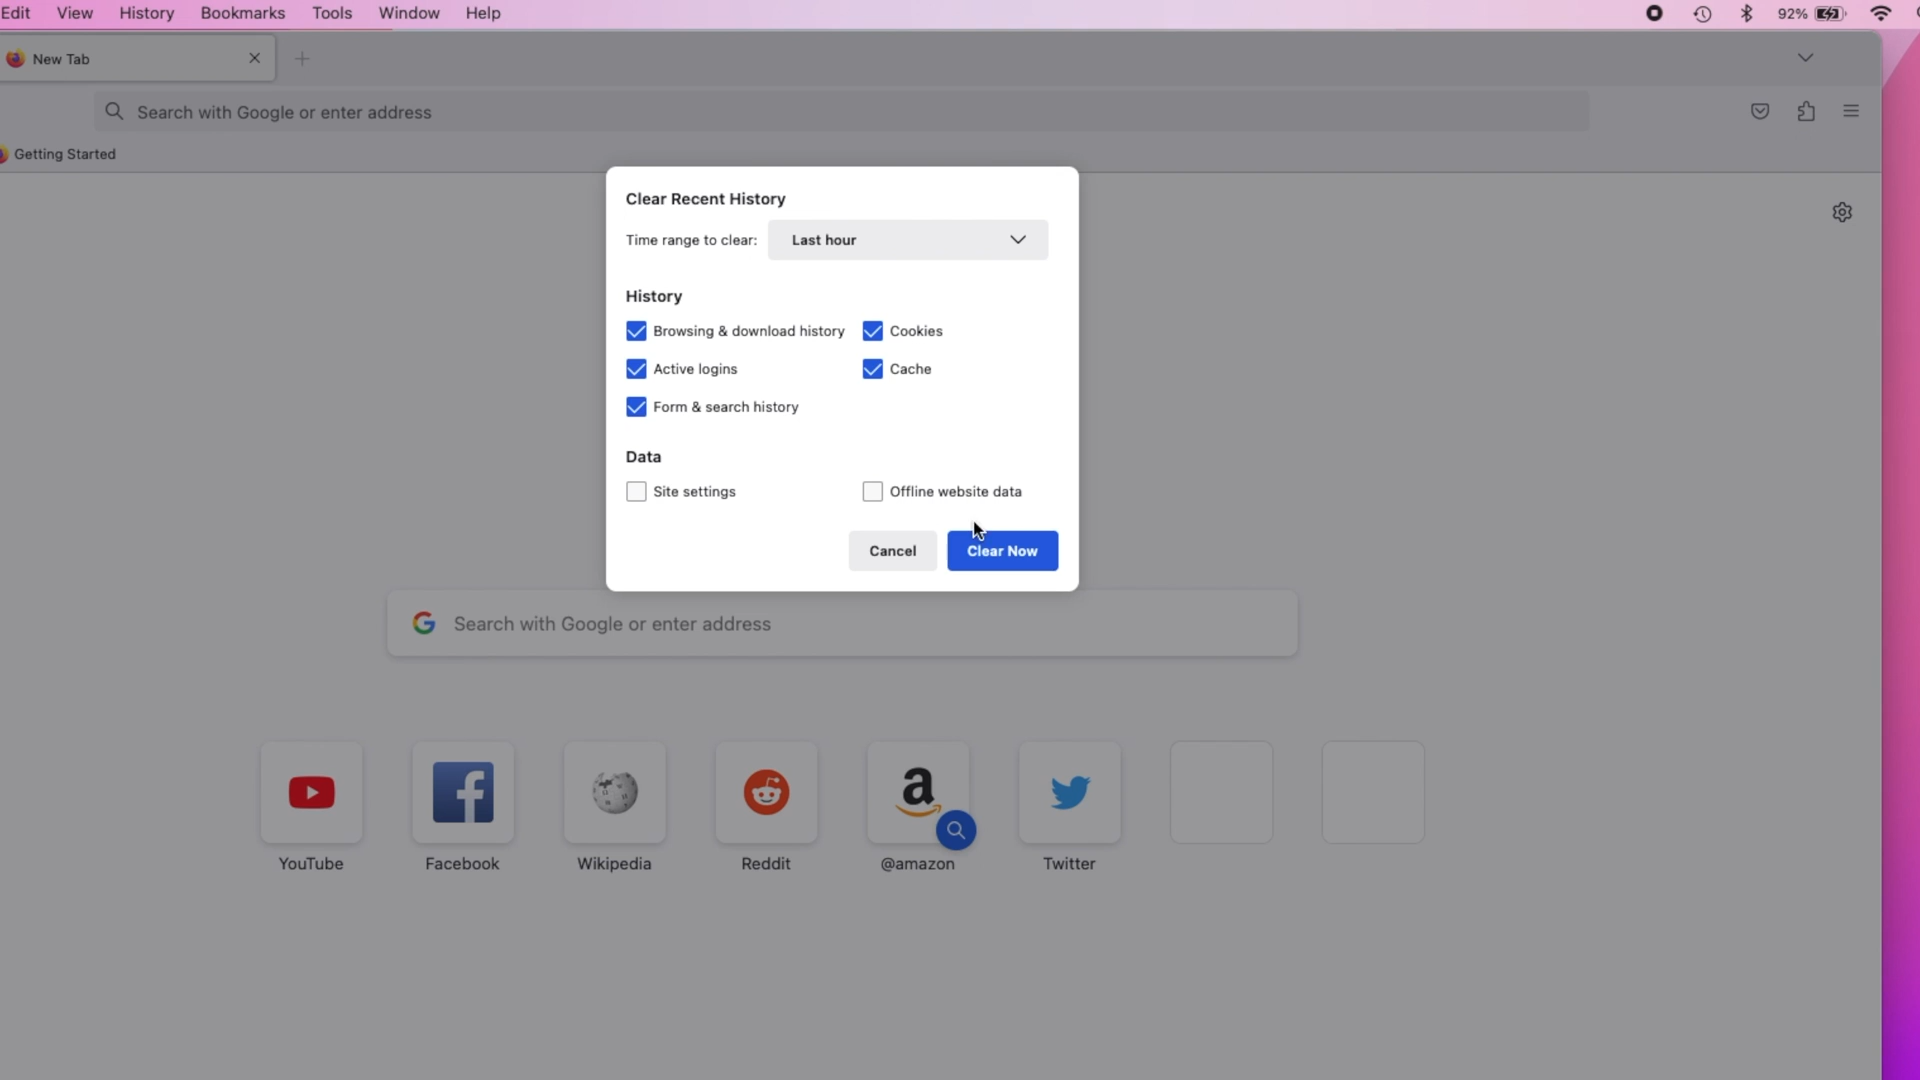 Edit View History Bookmarks Tools Window Help 92%
New Tab
Search with Google or enter address
Getting Started
Clear Recent History
Time range to clear: Last hour
History
Browsing & download history Cookies
Active logins Cache
Form & search history
Data
Site settings Offline website data
Cancel Clear Now
Search with Google or enter address
YouTube Facebook Wikipedia Reddit @amazon Twitter